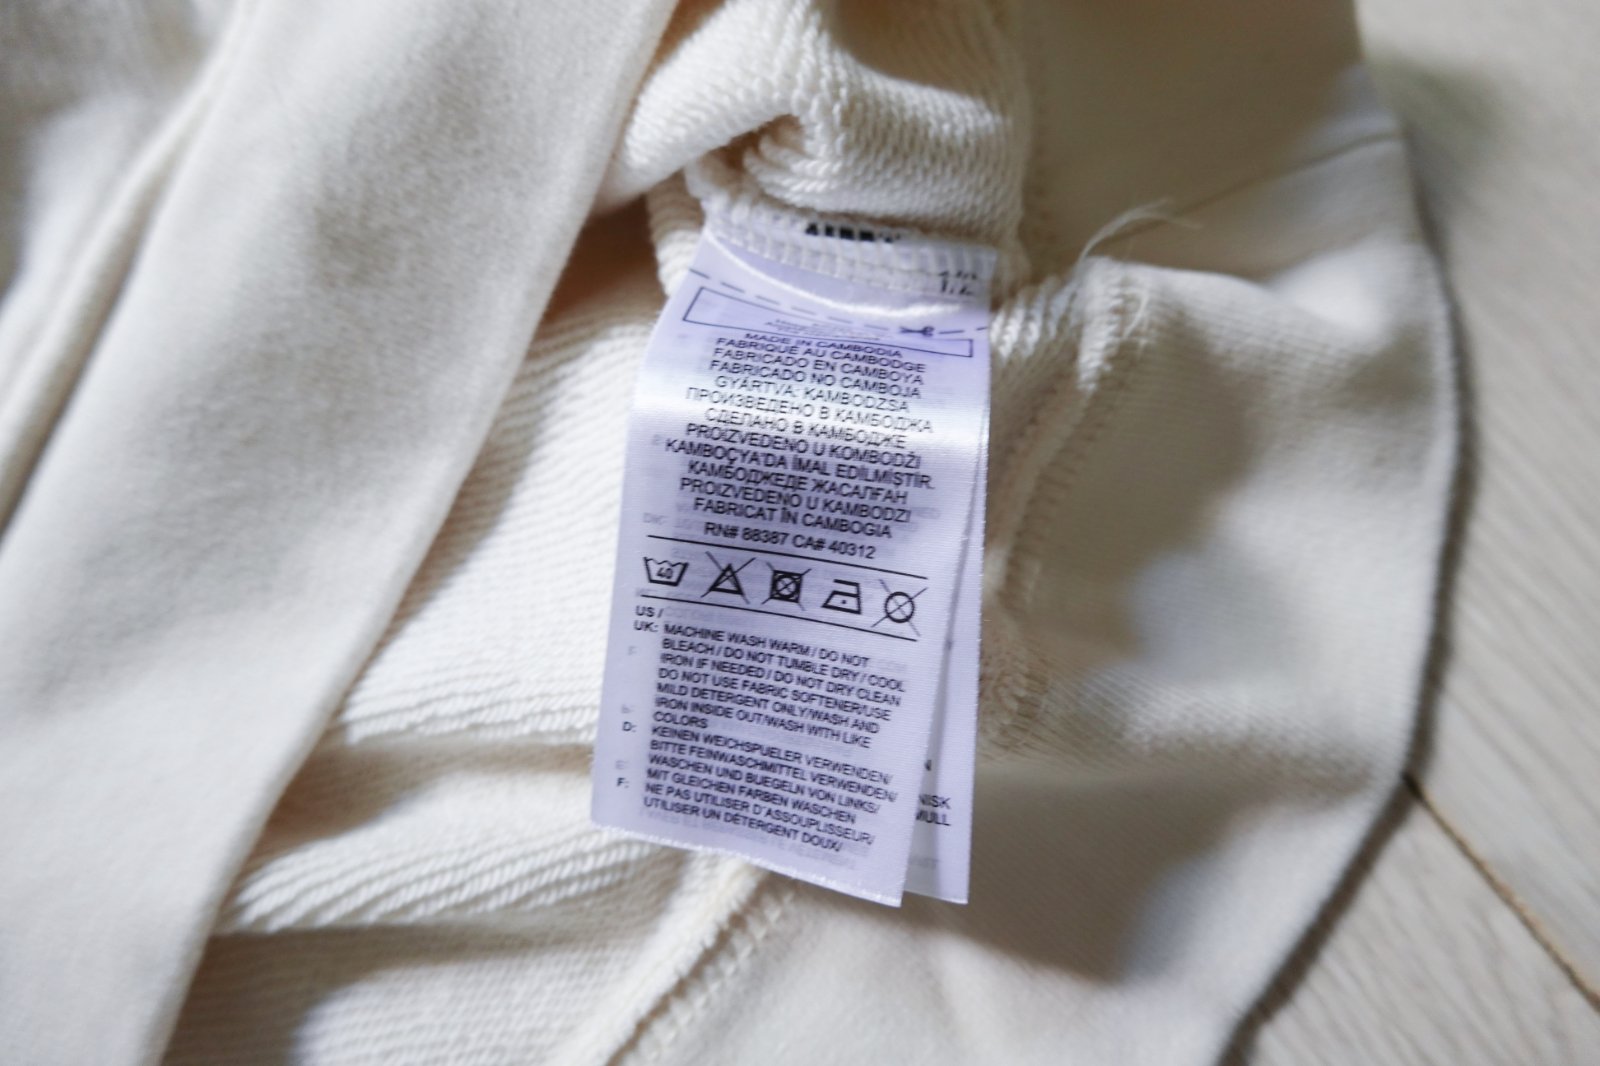 MADE IN CAMBODIA
FABRIQUÉ AU CAMBODGE
FABRICADO EN CAMBOYA
FABRICADO NO CAMBOJA
GYÁRTVA: KAMBODZSA
ПРОИЗВЕДЕНО В КАМБОДЖА
СДЕЛАНО В КАМБОДЖЕ
PROIZVEDENO U KOMBODŽI
KAMBOÇYA'DA İMAL EDİLMİŞTİR.
КАМБОДЖЕДЕ ЖАСАЛҒАН
PROIZVEDENO U KAMBODZI
FABRICAT ÎN CAMBOGIA
RN# 88387 CA# 40312
40
US /
UK: MACHINE WASH WARM / DO NOT
BLEACH / DO NOT TUMBLE DRY / COOL
IRON IF NEEDED / DO NOT DRY CLEAN
DO NOT USE FABRIC SOFTENER/USE
MILD DETERGENT ONLY/WASH AND
IRON INSIDE OUT/WASH WITH LIKE
COLORS
D: KEINEN WEICHSPUELER VERWENDEN/
BITTE FEINWASCHMITTEL VERWENDEN/
WASCHEN UND BUEGELN VON LINKS/
MIT GLEICHEN FARBEN WASCHEN
F: NE PAS UTILISER D'ASSOUPLISSEUR/
UTILISER UN DÉTERGENT DOUX/